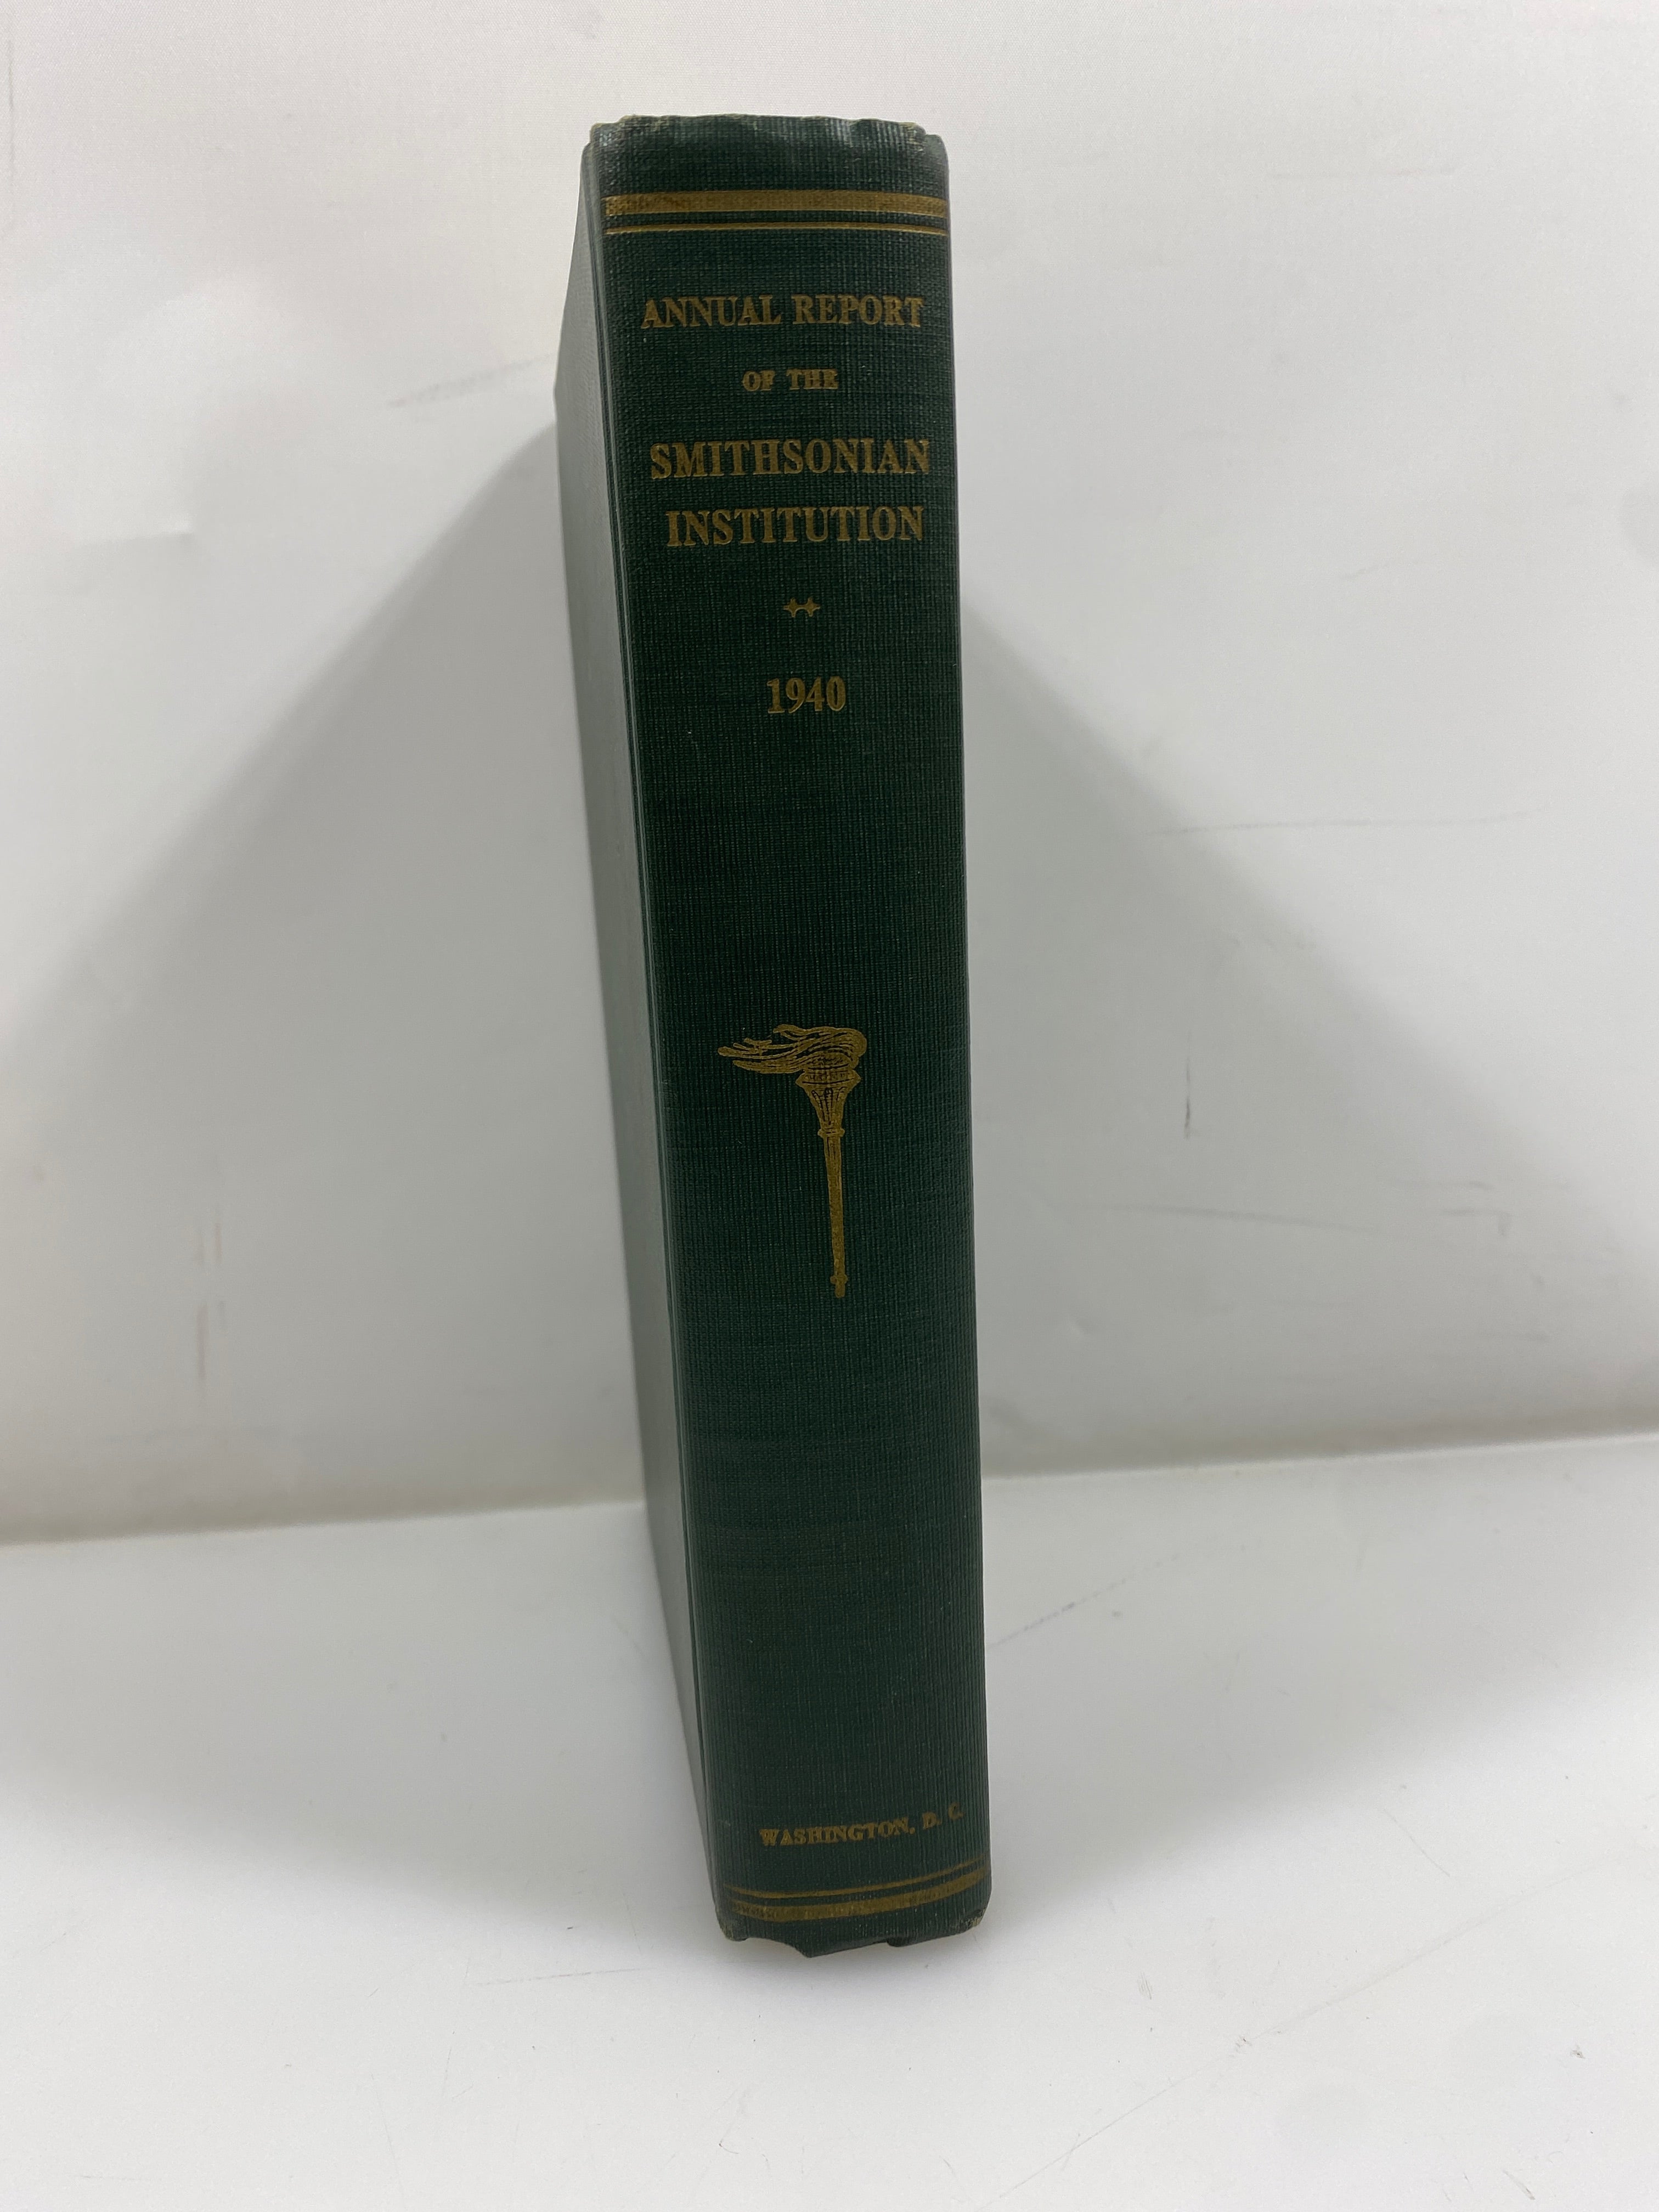 ANNUAL REPORT
OF THE
SMITHSONIAN
INSTITUTION
1940
WASHINGTON, D. C.